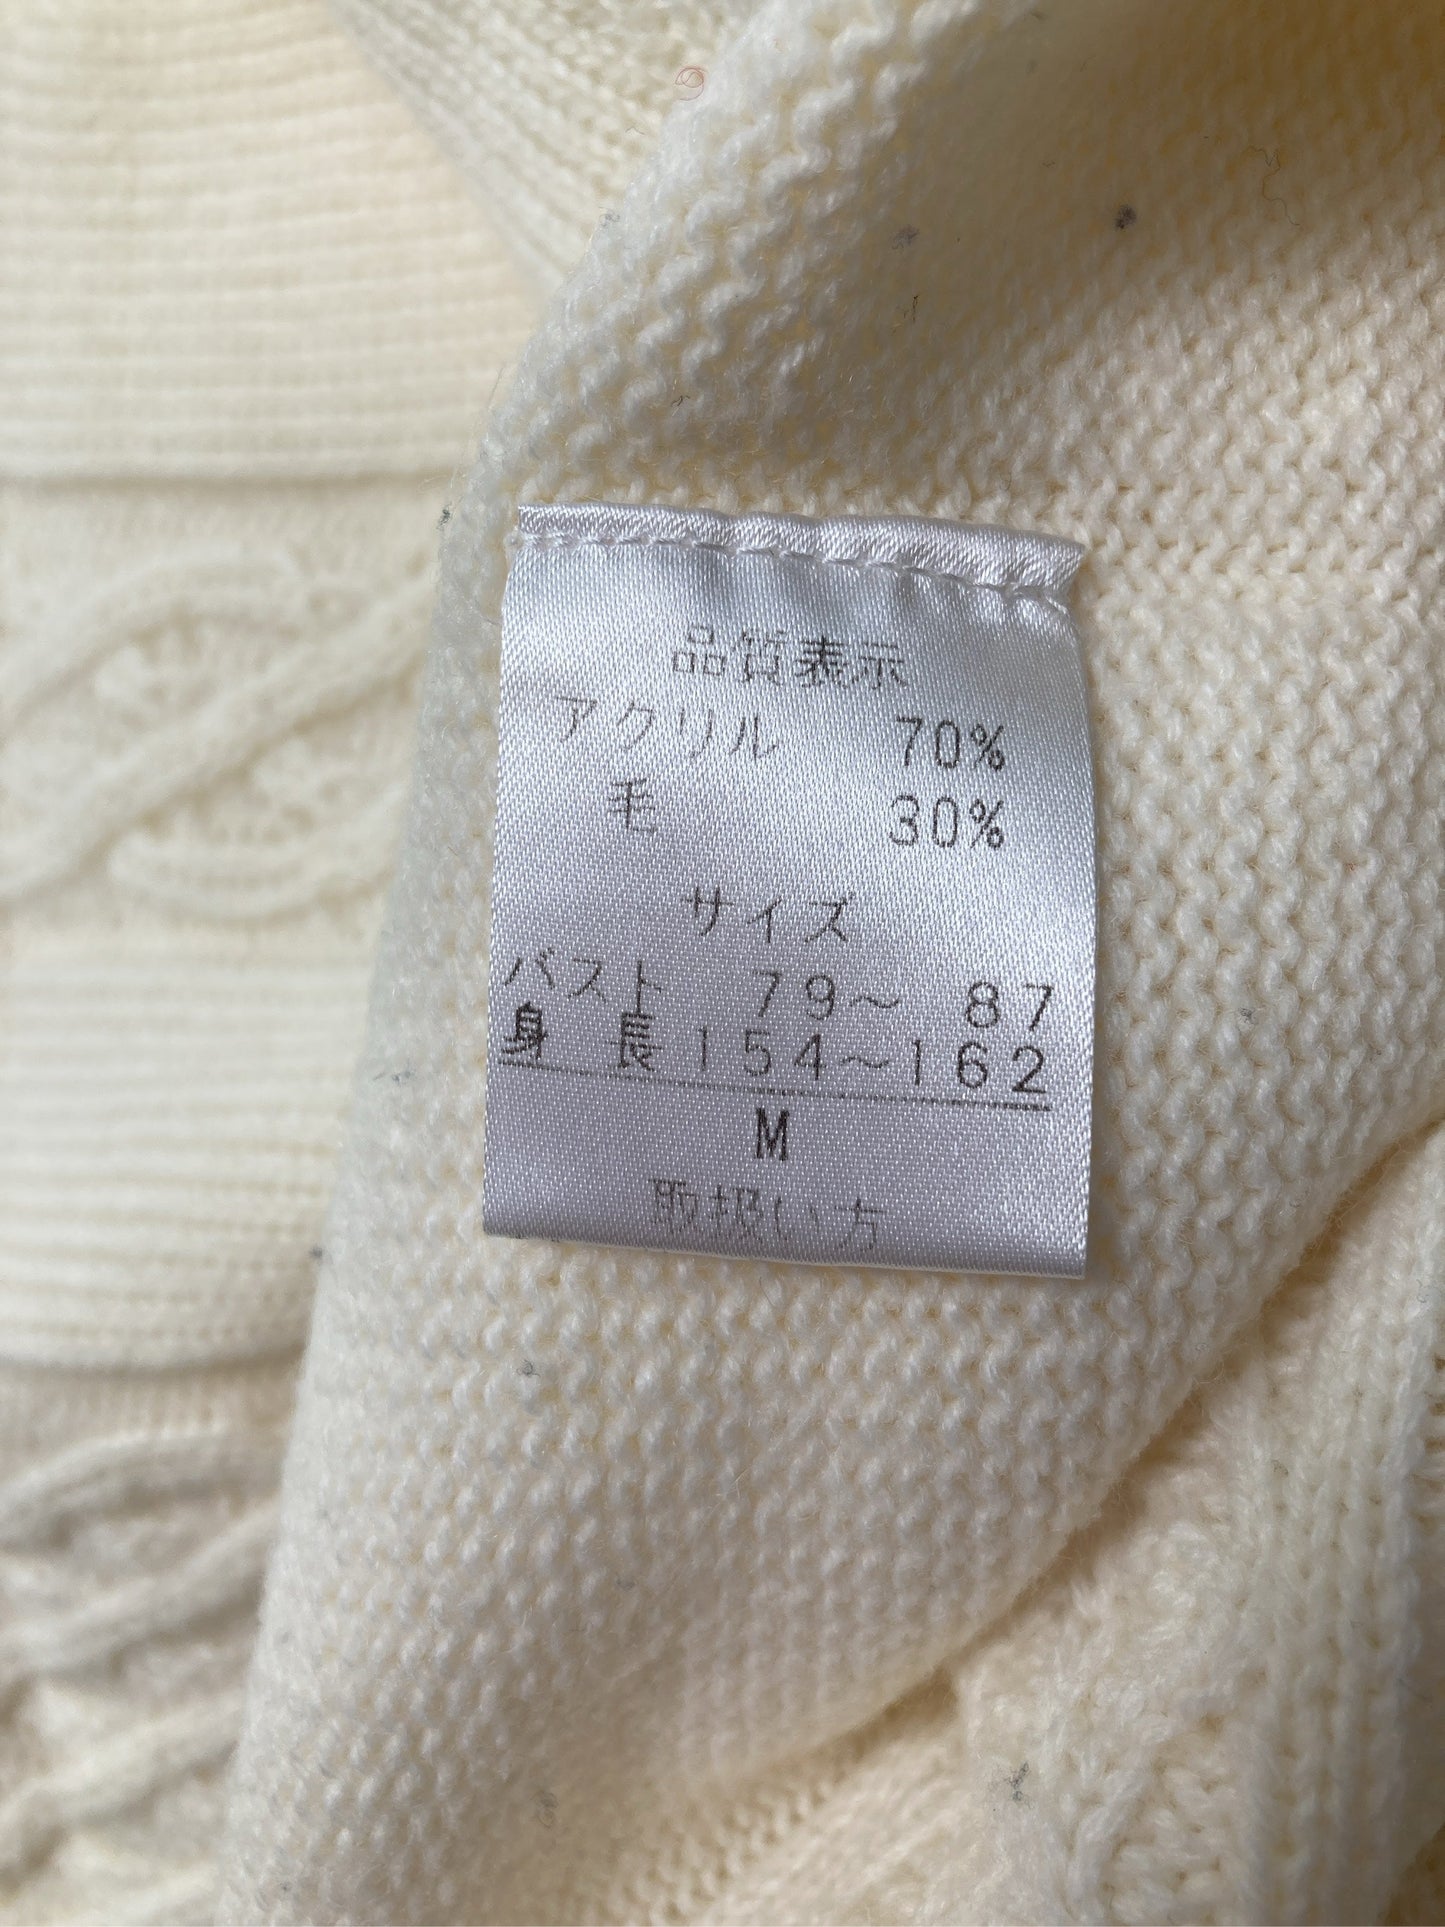 品質表示
アクリル 70%
毛 30%
サイズ
バスト 79～ 87
身 長 154～162
M
取扱い方